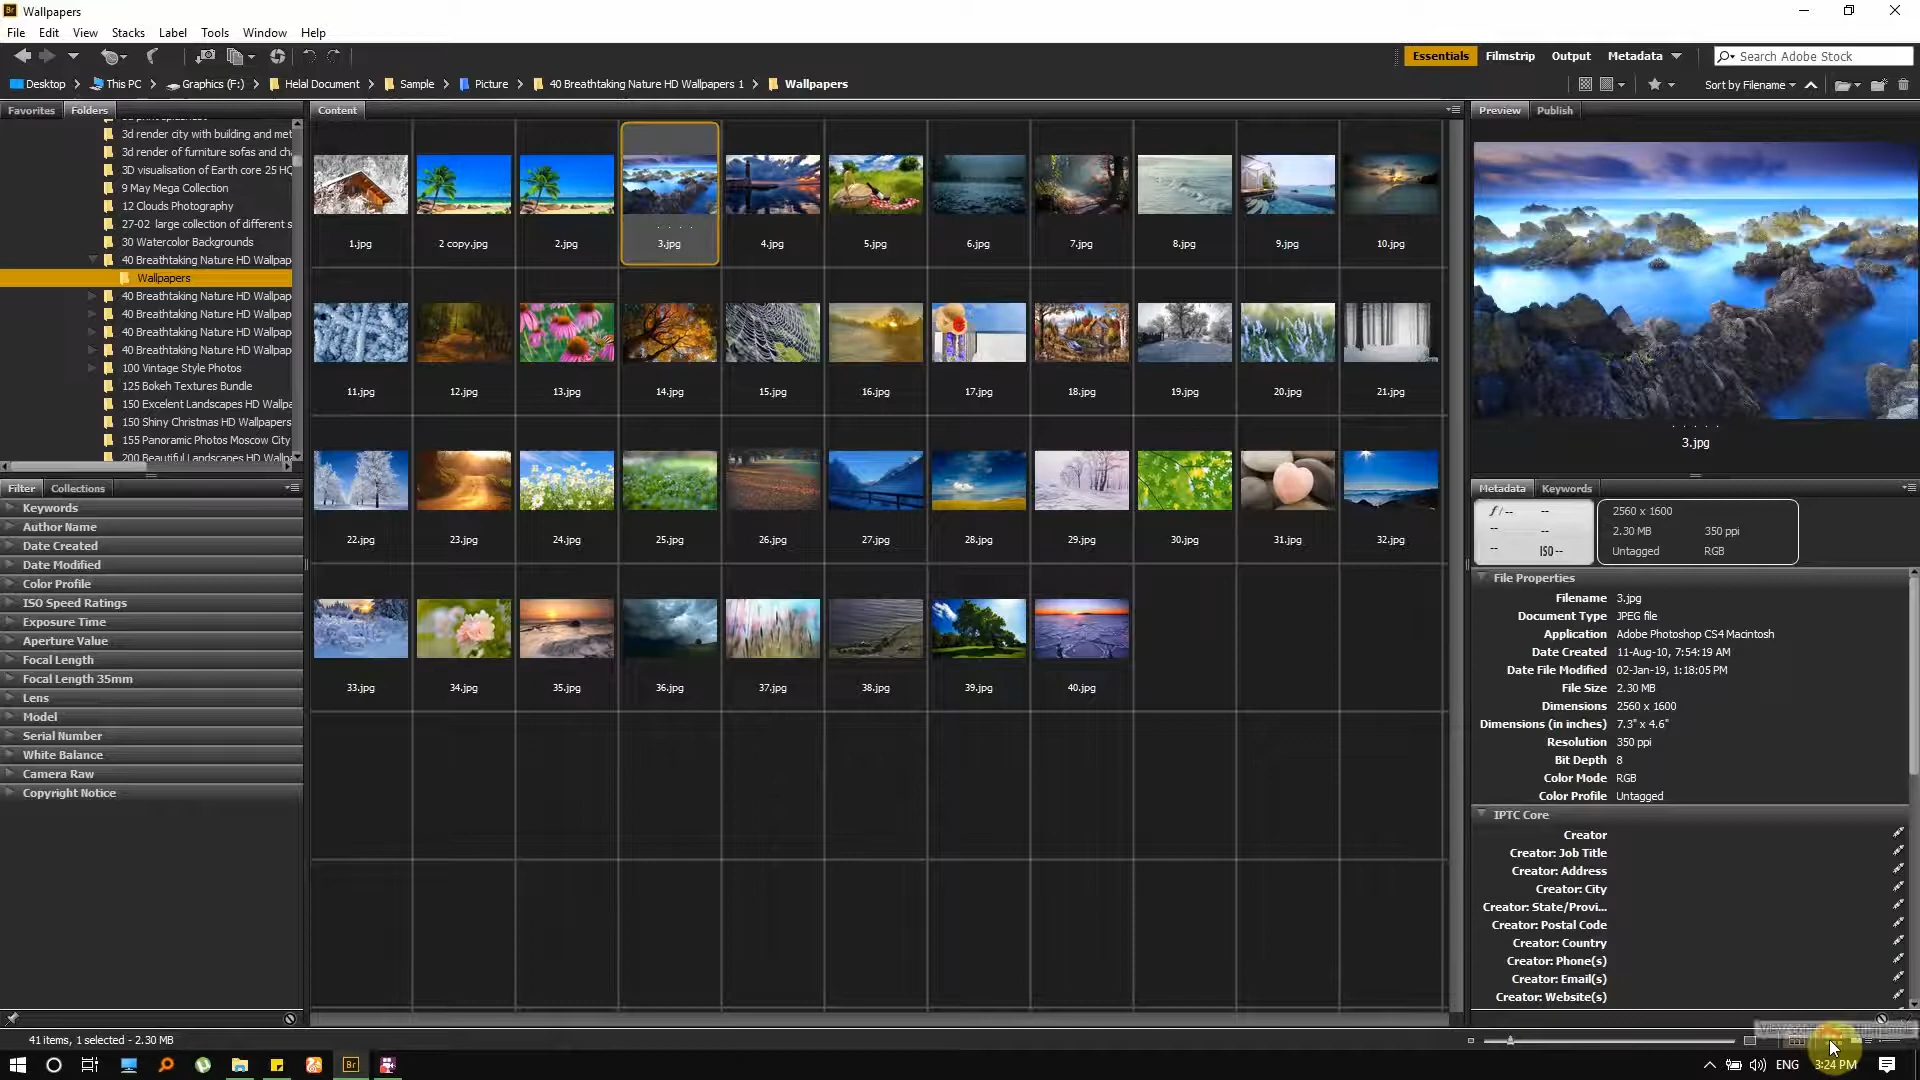 Br Wallpapers
File Edit View Stacks Label Tools Window Help
Essentials Filmstrip Output Metadata Search Adobe Stock
Desktop This PC Graphics (F:) Helal Document Sample Picture 40 Breathtaking Nature HD Wallpapers 1 Wallpapers
Sort by Filename
Favorites Folders
3d render city with building and met
3d render of furniture sofas and cha
3D visualisation of Earth core 25 HQ
9 May Mega Collection
12 Clouds Photography
27-02 large collection of different s
30 Watercolor Backgrounds
40 Breathtaking Nature HD Wallpap
Wallpapers
40 Breathtaking Nature HD Wallpap
40 Breathtaking Nature HD Wallpap
40 Breathtaking Nature HD Wallpap
40 Breathtaking Nature HD Wallpap
100 Vintage Style Photos
125 Bokeh Textures Bundle
150 Excelent Landscapes HD Wallpa
150 Shiny Christmas HD Wallpapers
155 Panoramic Photos Moscow City
200 Beautiful Landscapes HD Wallpa
Filter Collections
Keywords
Author Name
Date Created
Date Modified
Color Profile
ISO Speed Ratings
Exposure Time
Aperture Value
Focal Length
Focal Length 35mm
Lens
Model
Serial Number
White Balance
Camera Raw
Copyright Notice
Content
1.jpg 2 copy.jpg 2.jpg 3.jpg 4.jpg 5.jpg 6.jpg 7.jpg 8.jpg 9.jpg 10.jpg
11.jpg 12.jpg 13.jpg 14.jpg 15.jpg 16.jpg 17.jpg 18.jpg 19.jpg 20.jpg 21.jpg
22.jpg 23.jpg 24.jpg 25.jpg 26.jpg 27.jpg 28.jpg 29.jpg 30.jpg 31.jpg 32.jpg
33.jpg 34.jpg 35.jpg 36.jpg 37.jpg 38.jpg 39.jpg 40.jpg
Preview Publish
3.jpg
Metadata Keywords
f/-- --
-- --
-- ISO--
2560 x 1600
2.30 MB 350 ppi
Untagged RGB
File Properties
Filename 3.jpg
Document Type JPEG file
Application Adobe Photoshop CS4 Macintosh
Date Created 11-Aug-10, 7:54:19 AM
Date File Modified 02-Jan-19, 1:18:05 PM
File Size 2.30 MB
Dimensions 2560 x 1600
Dimensions (in inches) 7.3" x 4.6"
Resolution 350 ppi
Bit Depth 8
Color Mode RGB
Color Profile Untagged
IPTC Core
Creator
Creator: Job Title
Creator: Address
Creator: City
Creator: State/Provi...
Creator: Postal Code
Creator: Country
Creator: Phone(s)
Creator: Email(s)
Creator: Website(s)
41 items, 1 selected - 2.30 MB
Br ENG 3:24 PM